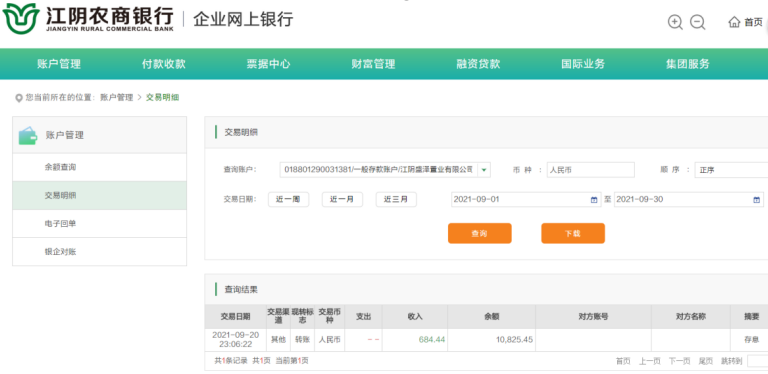 江阴农商银行 企业网上银行 首页
JIANGYIN RURAL COMMERCIAL BANK
账户管理 付款收款 票据中心 财富管理 融资贷款 国际业务 集团服务
您当前所在的位置： 账户管理 > 交易明细
账户管理
余额查询
交易明细
电子回单
银企对账
交易明细
查询账户： 018801290031381/一般存款账户/江阴盛泽置业有限公司 币 种 ： 人民币 顺 序 ： 正序
交易日期： 近一周 近一月 近三月 2021-09-01 至 2021-09-30
查询 下载
查询结果
交易日期 交易渠道 现转标志 交易币种 支出 收入 余额 对方账号 对方名称 摘要
2021-09-20 23:06:22 其他 转账 人民币 -- 684.44 10,825.45 存息
共1条记录 共1页 当前第1页 首页 上一页 下一页 尾页 跳转到